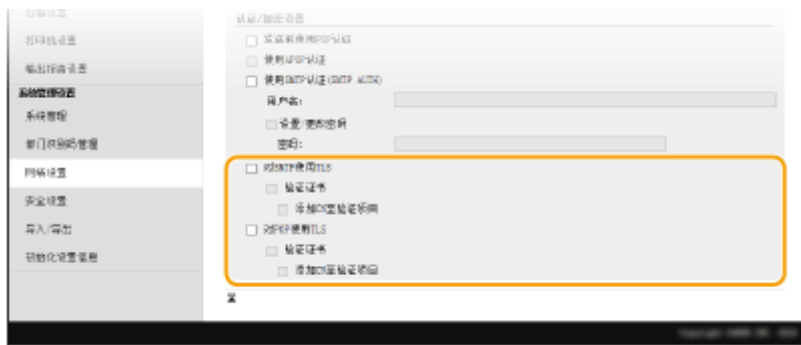 扫描设置
打印机设置
输出报告设置
系统管理设置
系统管理
部门识别码管理
网络设置
安全设置
导入/导出
初始化设置信息
认证/加密设置
发送前使用POP认证
使用APOP认证
使用SMTP认证(SMTP AUTH)
用户名:
设置/更改密码
密码:
对SMTP使用TLS
验证证书
添加CN至验证项目
对POP使用TLS
验证证书
添加CN至验证项目